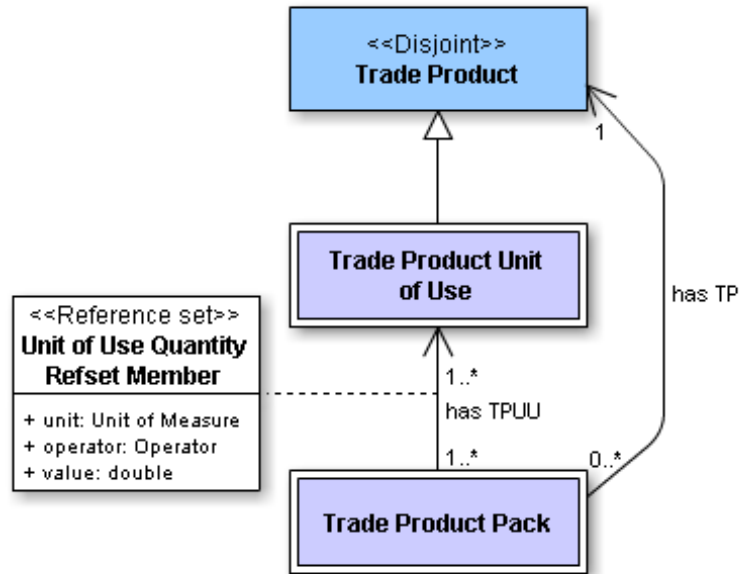 <<Disjoint>>
Trade Product
1
Trade Product Unit
of Use
has TP
<<Reference set>>
Unit of Use Quantity
Refset Member
+ unit: Unit of Measure
+ operator: Operator
+ value: double
1..*
has TPUU
1..*
0..*
Trade Product Pack